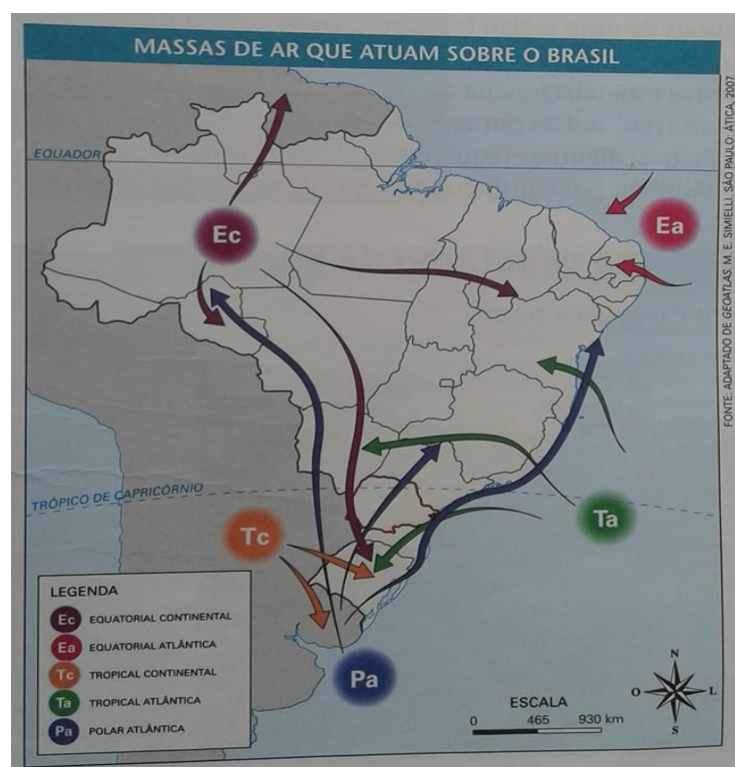 MASSAS DE AR QUE ATUAM SOBRE O BRASIL
FONTE: ADAPTADO DE GEOATLAS, M. E. SIMIELLI. SÃO PAULO: ÁTICA, 2007.
EQUADOR
Ec
Ea
TRÓPICO DE CAPRICÓRNIO
Tc
Ta
Pa
LEGENDA
Ec EQUATORIAL CONTINENTAL
Ea EQUATORIAL ATLÂNTICA
Tc TROPICAL CONTINENTAL
Ta TROPICAL ATLÂNTICA
Pa POLAR ATLÂNTICA
N
O L
S
ESCALA
0 465 930 km